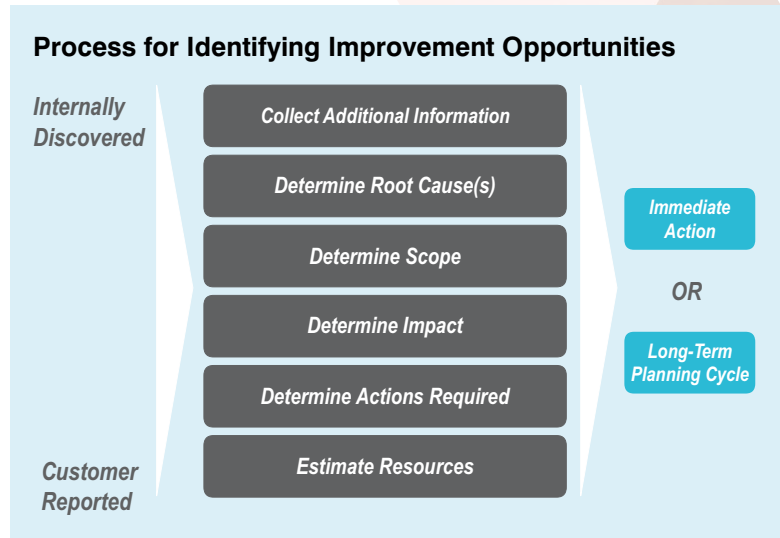 Process for Identifying Improvement Opportunities
Internally
Discovered
Customer
Reported
Collect Additional Information
Determine Root Cause(s)
Determine Scope
Determine Impact
Determine Actions Required
Estimate Resources
Immediate
Action
OR
Long-Term
Planning Cycle